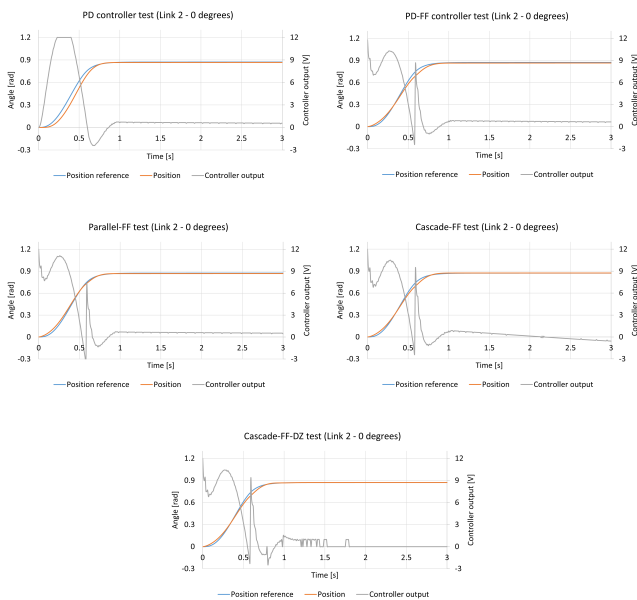 PD controller test (Link 2 - 0 degrees)
1.2
0.9
0.6
0.3
0
-0.3
Angle [rad]
12
9
6
3
0
-3
Controller output [V]
0 0.5 1 1.5 2 2.5 3
Time [s]
Position reference Position Controller output
PD-FF controller test (Link 2 - 0 degrees)
1.2
0.9
0.6
0.3
0
-0.3
Angle [rad]
12
9
6
3
0
-3
Controller output [V]
0 0.5 1 1.5 2 2.5 3
Time [s]
Position reference Position Controller output
Parallel-FF test (Link 2 - 0 degrees)
1.2
0.9
0.6
0.3
0
-0.3
Angle [rad]
12
9
6
3
0
-3
Controller output [V]
0 0.5 1 1.5 2 2.5 3
Time [s]
Position reference Position Controller output
Cascade-FF test (Link 2 - 0 degrees)
1.2
0.9
0.6
0.3
0
-0.3
Angle [rad]
12
9
6
3
0
-3
Controller output [V]
0 0.5 1 1.5 2 2.5 3
Time [s]
Position reference Position Controller output
Cascade-FF-DZ test (Link 2 - 0 degrees)
1.2
0.9
0.6
0.3
0
-0.3
Angle [rad]
12
9
6
3
0
-3
Controller output [V]
0 0.5 1 1.5 2 2.5 3
Time [s]
Position reference Position Controller output